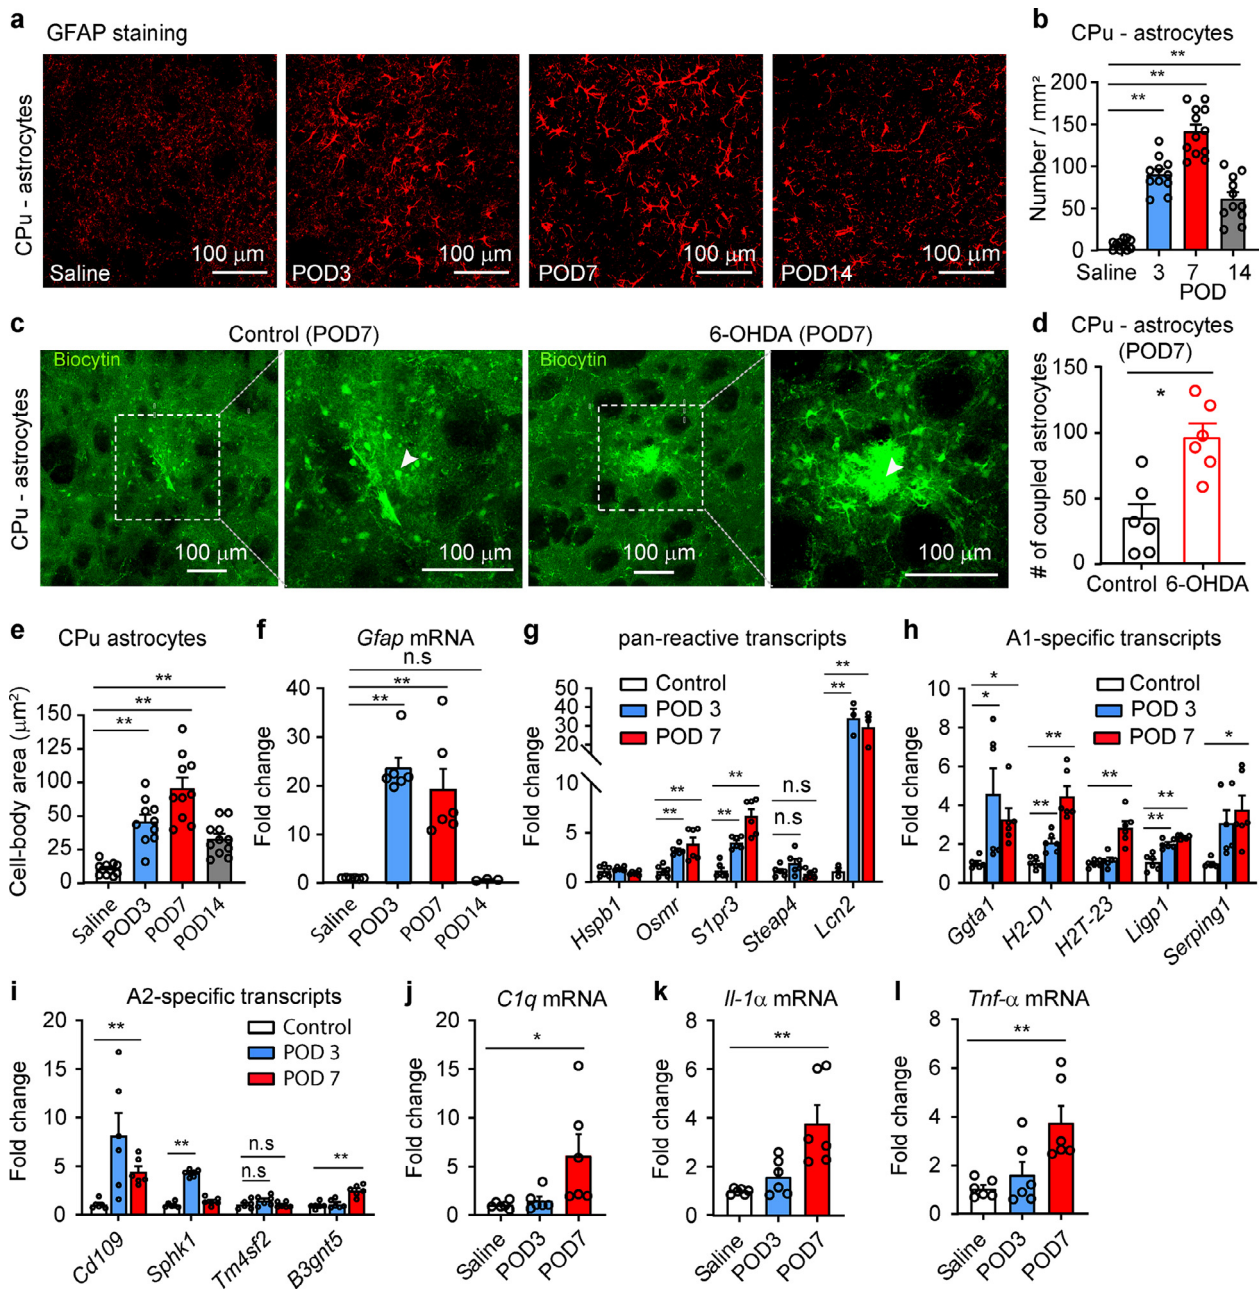 a
GFAP staining
CPu - astrocytes
Saline
100 μm
POD3
100 μm
POD7
100 μm
POD14
100 μm
b
CPu - astrocytes
**
**
**
Number / mm²
200
150
100
50
0
Saline
3
7
14
POD
c
Control (POD7)
6-OHDA (POD7)
CPu - astrocytes
Biocytin
100 μm
100 μm
Biocytin
100 μm
100 μm
d
CPu - astrocytes
(POD7)
*
# of coupled astrocytes
150
100
50
0
Control
6-OHDA
e
CPu astrocytes
**
**
**
Cell-body area (μm²)
150
125
100
75
50
25
0
Saline
POD3
POD7
POD14
f
Gfap mRNA
n.s
**
**
Fold change
40
30
20
10
0
Saline
POD3
POD7
POD14
g
pan-reactive transcripts
Control
POD 3
POD 7
Fold change
50
40
30
20
10
5
0
**
**
**
**
n.s
n.s
**
**
Hspb1
Osmr
S1pr3
Steap4
Lcn2
h
A1-specific transcripts
Control
POD 3
POD 7
Fold change
10
8
6
4
2
0
*
*
**
**
**
**
**
*
Ggta1
H2-D1
H2T-23
Ligp1
Serping1
i
A2-specific transcripts
Control
POD 3
POD 7
Fold change
20
15
10
5
0
**
**
n.s
n.s
**
Cd109
Sphk1
Tm4sf2
B3gnt5
j
C1q mRNA
*
Fold change
20
15
10
5
0
Saline
POD3
POD7
k
Il-1α mRNA
**
Fold change
8
6
4
2
0
Saline
POD3
POD7
l
Tnf-α mRNA
**
Fold change
8
6
4
2
0
Saline
POD3
POD7